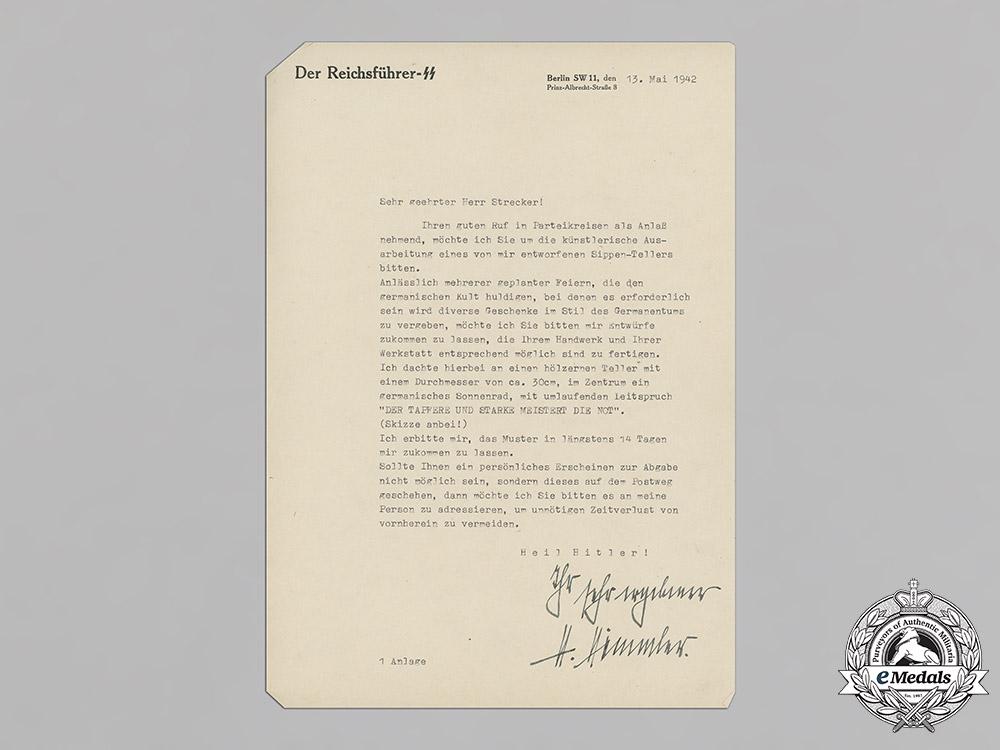 Der Reichsführer-SS
Berlin SW 11, den 13. Mai 1942
Prinz-Albrecht-Straße 8
Sehr geehrter Herr Strecker!
Ihren guten Ruf in Parteikreisen als Anlaß
nehmend, möchte ich Sie um die künstlerische Aus-
arbeitung eines von mir entworfenen Sippen-Tellers
bitten.
Anlässlich mehrerer geplanter Feiern, die den
germanischen Kult huldigen, bei denen es erforderlich
sein wird diverse Geschenke im Stil des Germanentums
zu vergeben, möchte ich Sie bitten mir Entwürfe
zukommen zu lassen, die Ihrem Handwerk und Ihrer
Werkstatt entsprechend möglich sind zu fertigen.
Ich dachte hierbei an einen hölzernen Teller mit
einem Durchmesser von ca. 30cm, im Zentrum ein
germanisches Sonnenrad, mit umlaufenden Leitspruch
"DER TAPFERE UND STARKE MEISTERT DIE NOT".
(Skizze anbei!)
Ich erbitte mir, das Muster in längstens 14 Tagen
mir zukommen zu lassen.
Sollte Ihnen ein persönliches Erscheinen zur Abgabe
nicht möglich sein, sondern dieses auf dem Postweg
geschehen, dann möchte ich Sie bitten es an meine
Person zu adressieren, um unnötigen Zeitverlust von
vornherein zu vermeiden.
Heil Hitler!
Ihr sehr ergebener
H. Himmler.
1 Anlage
Purveyors of Authentic Militaria
eMedals
Est. 1987